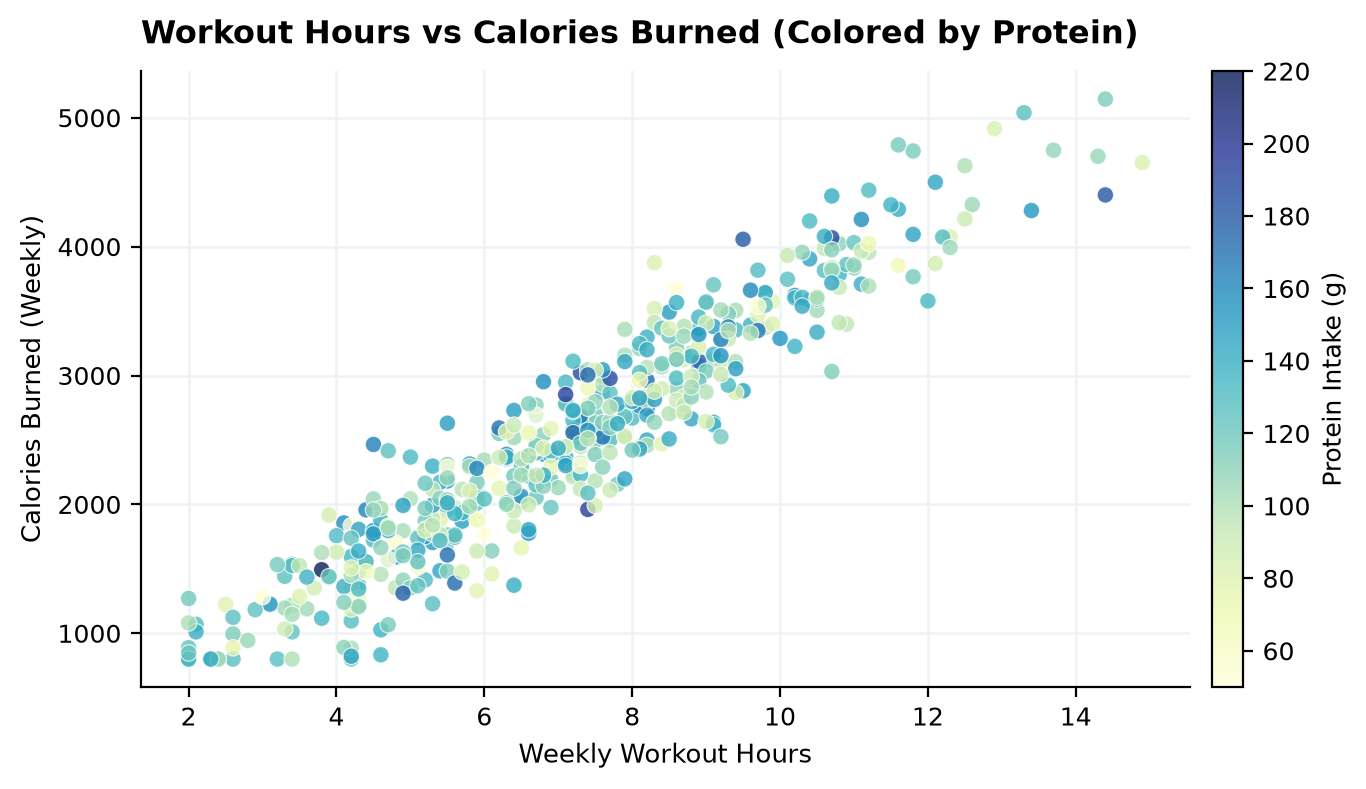 Workout Hours vs Calories Burned (Colored by Protein)
5000
4000
3000
2000
1000
Calories Burned (Weekly)
2 4 6 8 10 12 14
Weekly Workout Hours
220
200
180
160
140
120
100
80
60
Protein Intake (g)